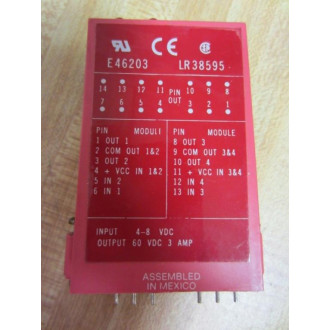 RU CE
E46203 LR38595
14 13 12 11 PIN 10 9 8
7 6 5 4 OUT 3 2 1
PIN MODULE PIN MODULE
1 OUT 1 8 OUT 3
2 COM OUT 1&2 9 COM OUT 3&4
3 OUT 2 10 OUT 4
4 + VCC IN 1&2 11 + VCC IN 3&4
5 IN 2 12 IN 4
6 IN 1 13 IN 3
INPUT 4-8 VDC
OUTPUT 60 VDC 3 AMP
ASSEMBLED
IN MEXICO